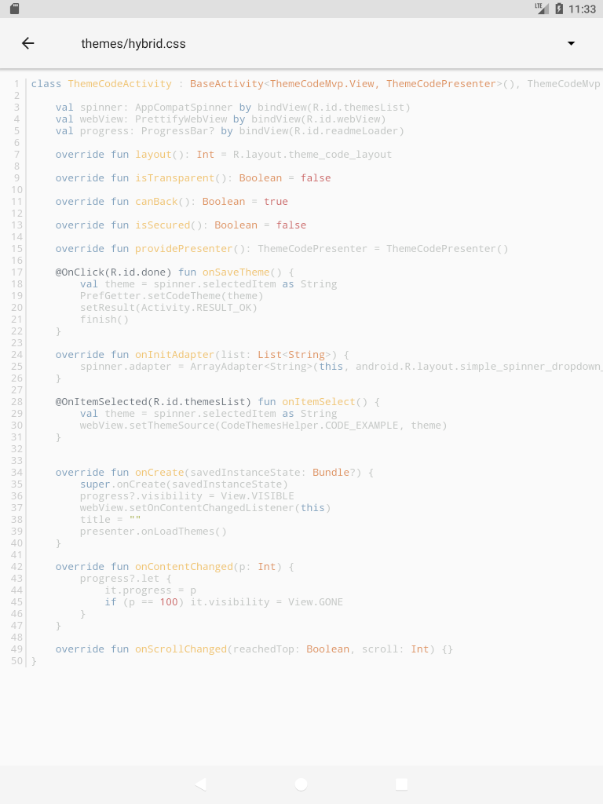 LTE 11:33
themes/hybrid.css
1 class ThemeCodeActivity : BaseActivity<ThemeCodeMvp.View, ThemeCodePresenter>(), ThemeCodeMvp
2
3 val spinner: AppCompatSpinner by bindView(R.id.themesList)
4 val webView: PrettifyWebView by bindView(R.id.webView)
5 val progress: ProgressBar? by bindView(R.id.readmeLoader)
6
7 override fun layout(): Int = R.layout.theme_code_layout
8
9 override fun isTransparent(): Boolean = false
10
11 override fun canBack(): Boolean = true
12
13 override fun isSecured(): Boolean = false
14
15 override fun providePresenter(): ThemeCodePresenter = ThemeCodePresenter()
16
17 @OnClick(R.id.done) fun onSaveTheme() {
18 val theme = spinner.selectedItem as String
19 PrefGetter.setCodeTheme(theme)
20 setResult(Activity.RESULT_OK)
21 finish()
22 }
23
24 override fun onInitAdapter(list: List<String>) {
25 spinner.adapter = ArrayAdapter<String>(this, android.R.layout.simple_spinner_dropdown_
26 }
27
28 @OnItemSelected(R.id.themesList) fun onItemSelect() {
29 val theme = spinner.selectedItem as String
30 webView.setThemeSource(CodeThemesHelper.CODE_EXAMPLE, theme)
31 }
32
33
34 override fun onCreate(savedInstanceState: Bundle?) {
35 super.onCreate(savedInstanceState)
36 progress?.visibility = View.VISIBLE
37 webView.setOnContentChangedListener(this)
38 title = ""
39 presenter.onLoadThemes()
40 }
41
42 override fun onContentChanged(p: Int) {
43 progress?.let {
44 it.progress = p
45 if (p == 100) it.visibility = View.GONE
46 }
47 }
48
49 override fun onScrollChanged(reachedTop: Boolean, scroll: Int) {}
50 }